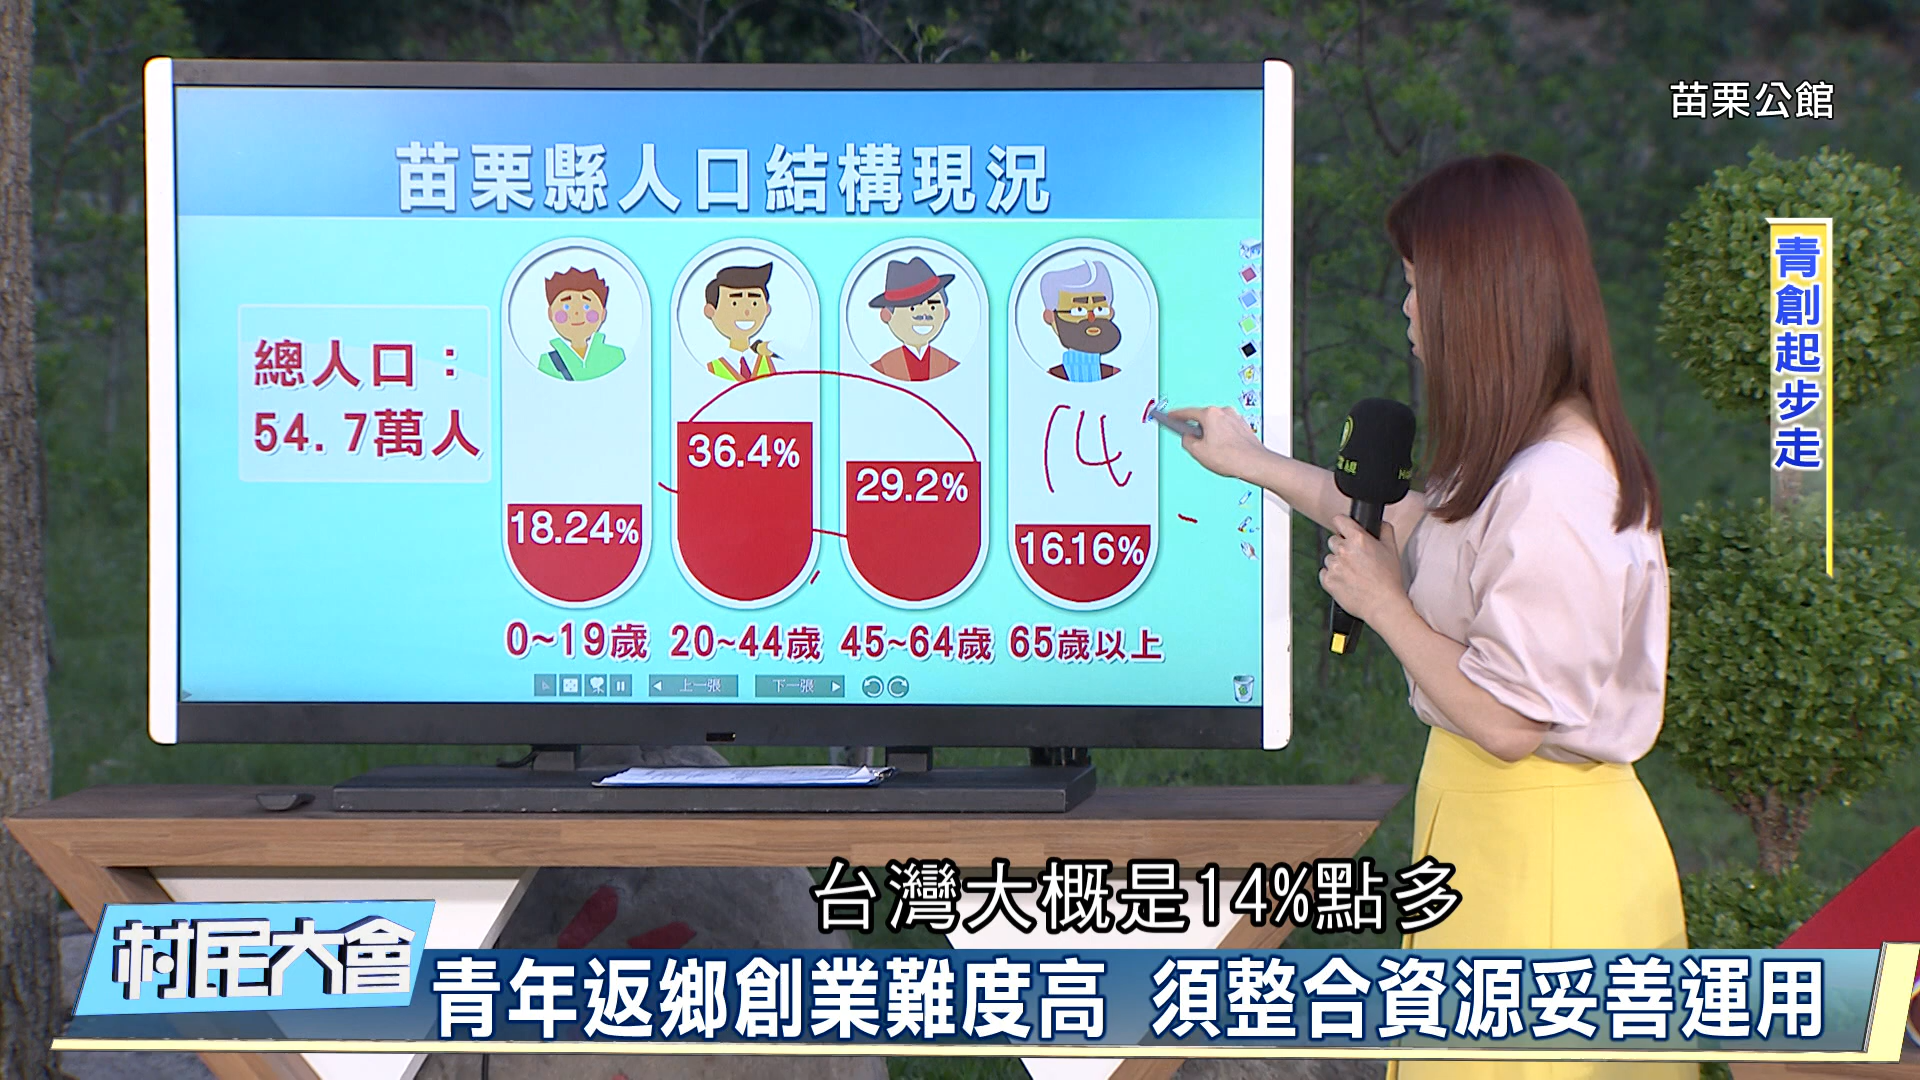 苗栗公館
苗栗縣人口結構現況
青創起步走
總人口：
54.7萬人
14
36.4%
29.2%
18.24%
16.16%
0~19歲
20~44歲
45~64歲
65歲以上
上一張
下一張
台灣大概是14%點多
村民大會
青年返鄉創業難度高 須整合資源妥善運用